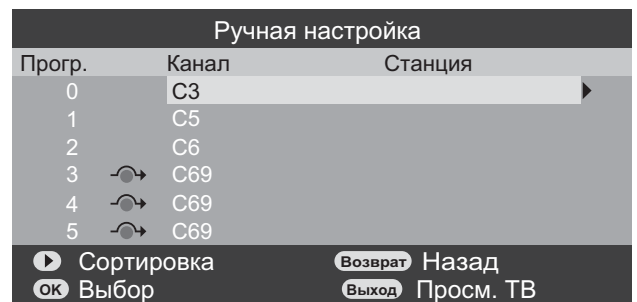 Ручная настройка
Прогр. Канал Станция
0 C3
1 C5
2 C6
3 C69
4 C69
5 C69
Сортировка Возврат Назад
OK Выбор Выход Просм. ТВ